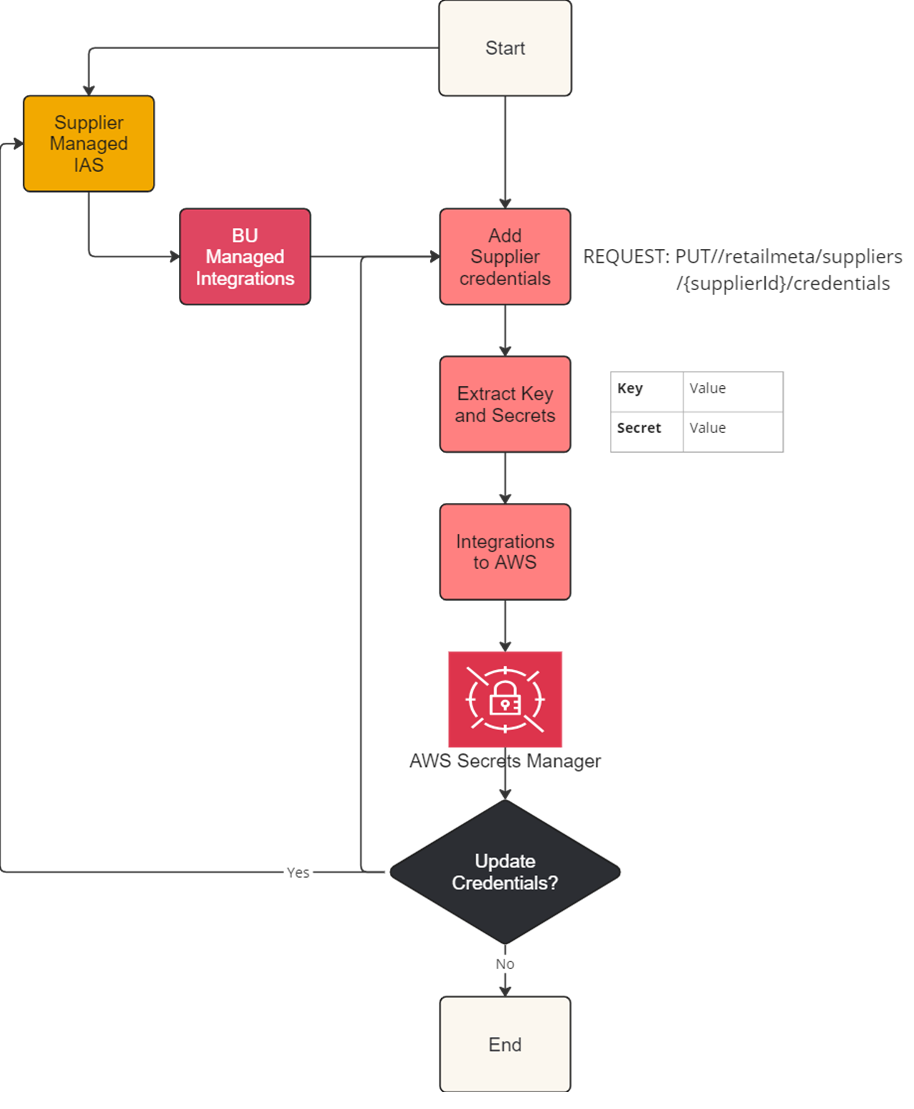 Start
Supplier
Managed
IAS
BU
Managed
Integrations
Add
Supplier
credentials
REQUEST: PUT//retailmeta/suppliers
/{supplierId}/credentials
Extract Key
and Secrets
Key Value
Secret Value
Integrations
to AWS
AWS Secrets Manager
Update
Credentials?
Yes
No
End